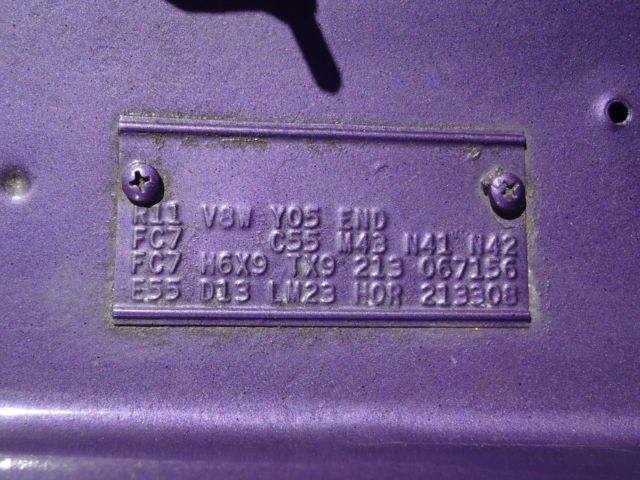 R11 V8W Y05 END
FC7 C55 M43 N41 N42
FC7 H6X9 TX9 213 067156
E55 D13 LM23 H0R 213308